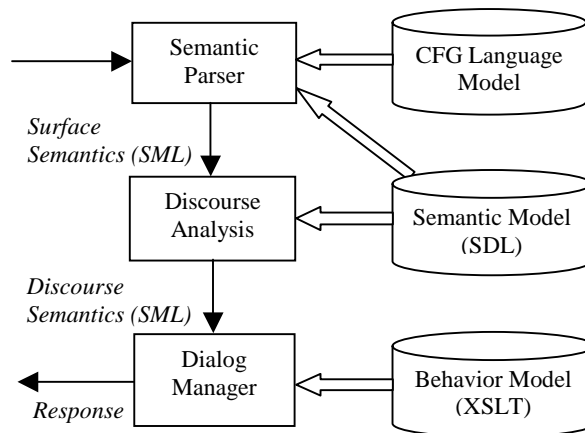 Semantic
Parser
CFG Language
Model
Surface
Semantics (SML)
Discourse
Analysis
Semantic Model
(SDL)
Discourse
Semantics (SML)
Dialog
Manager
Behavior Model
(XSLT)
Response